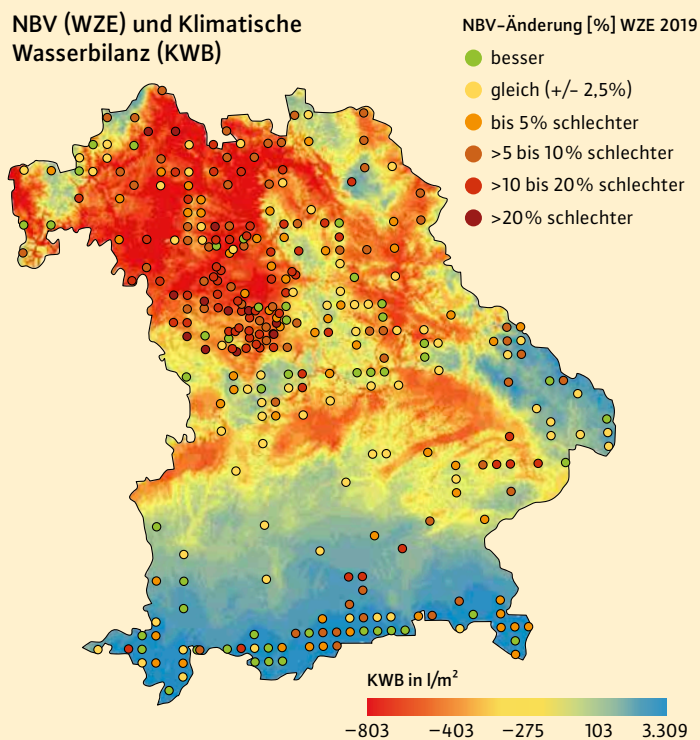 NBV (WZE) und Klimatische
Wasserbilanz (KWB)
NBV-Änderung [%] WZE 2019
besser
gleich (+/- 2,5%)
bis 5% schlechter
>5 bis 10% schlechter
>10 bis 20% schlechter
>20% schlechter
KWB in l/m²
−803 −403 −275 103 3.309